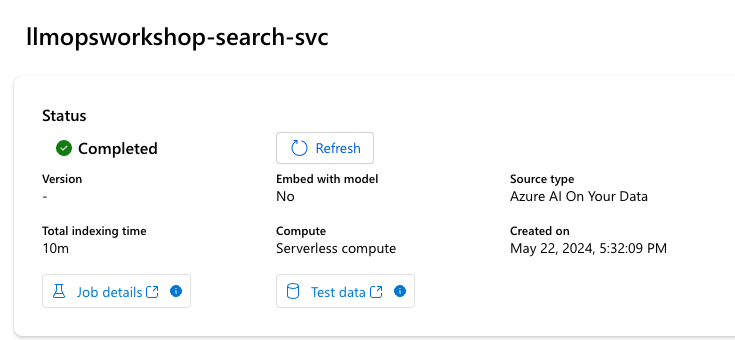 llmopsworkshop-search-svc
Status
Completed
Refresh
Version
Embed with model
Source type
-
No
Azure AI On Your Data
Total indexing time
Compute
Created on
10m
Serverless compute
May 22, 2024, 5:32:09 PM
Job details
Test data